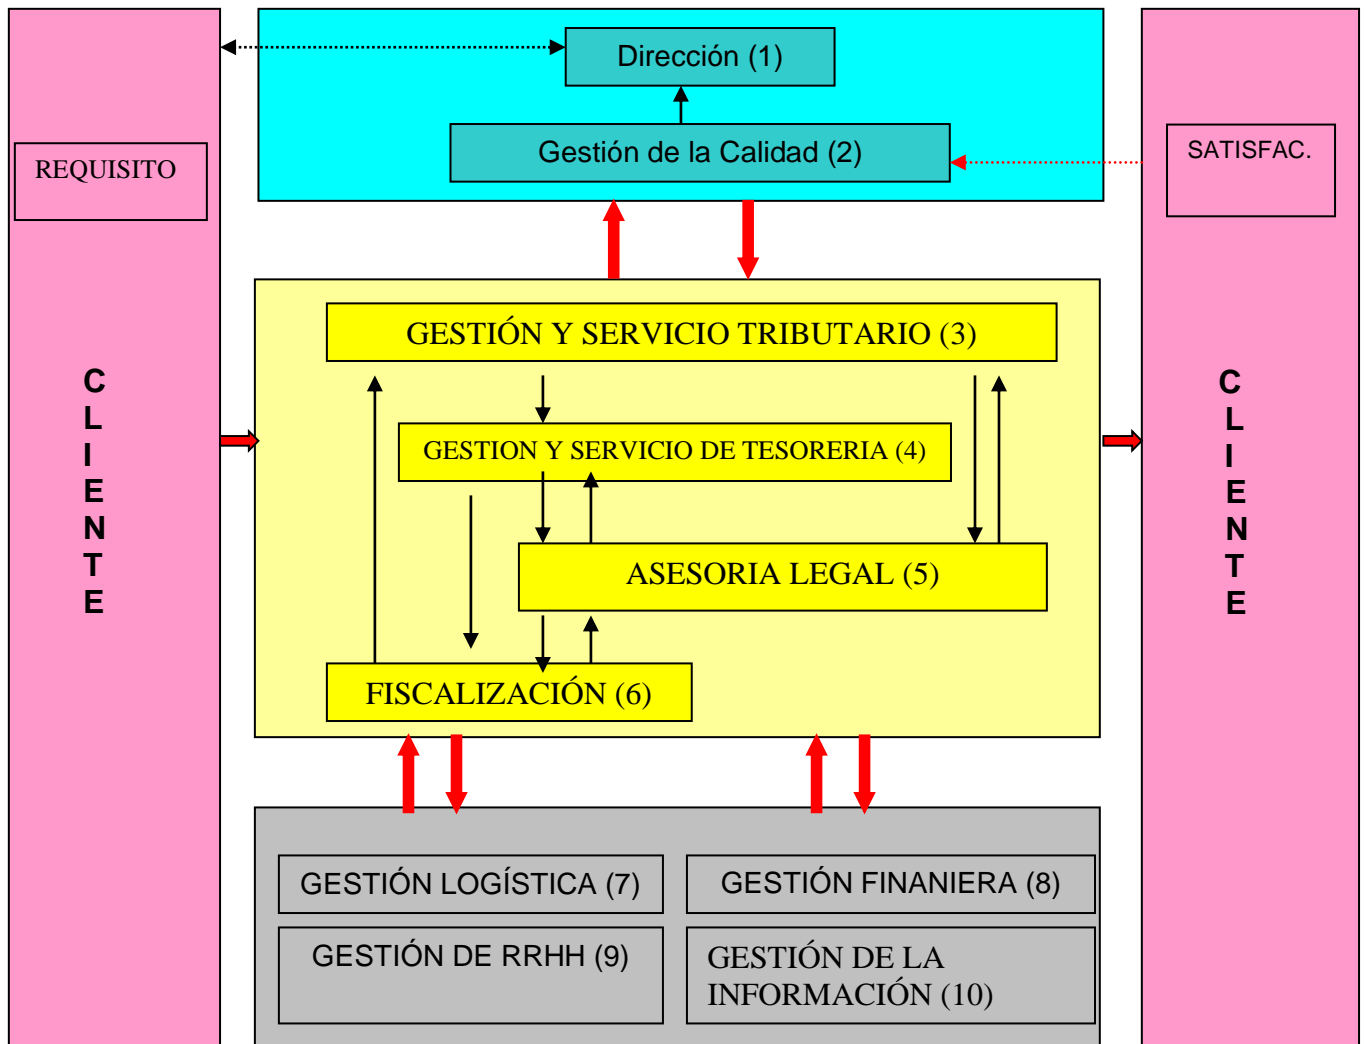 Dirección (1)
Gestión de la Calidad (2)
REQUISITO
SATISFAC.
GESTIÓN Y SERVICIO TRIBUTARIO (3)
C
L
I
E
N
T
E
GESTION Y SERVICIO DE TESORERIA (4)
ASESORIA LEGAL (5)
FISCALIZACIÓN (6)
C
L
I
E
N
T
E
GESTIÓN LOGÍSTICA (7)
GESTIÓN FINANIERA (8)
GESTIÓN DE RRHH (9)
GESTIÓN DE LA
INFORMACIÓN (10)